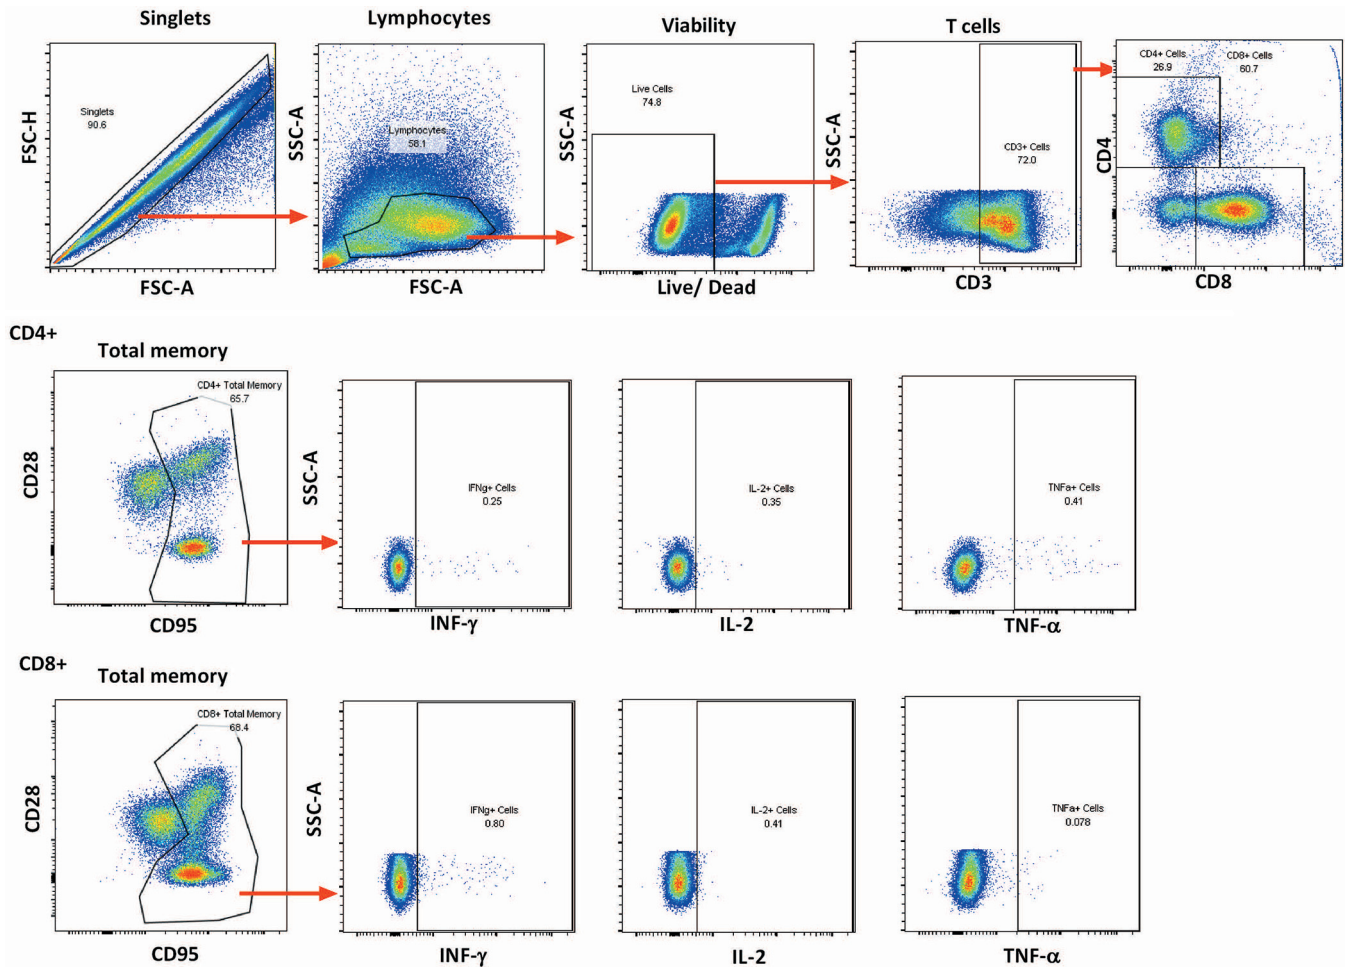 Singlets
Lymphocytes
Viability
T cells
FSC-H
Singlets
90.6
FSC-A
SSC-A
Lymphocytes
58.1
FSC-A
SSC-A
Live Cells
74.8
Live/ Dead
SSC-A
CD3+ Cells
72.0
CD3
CD4
CD4+ Cells
26.9
CD8+ Cells
60.7
CD8
CD4+
Total memory
CD28
CD4+ Total Memory
65.7
CD95
SSC-A
IFNg+ Cells
0.25
INF-γ
IL-2+ Cells
0.35
IL-2
TNFa+ Cells
0.41
TNF-α
CD8+
Total memory
CD28
CD8+ Total Memory
68.4
CD95
SSC-A
IFNg+ Cells
0.80
INF-γ
IL-2+ Cells
0.41
IL-2
TNFa+ Cells
0.078
TNF-α